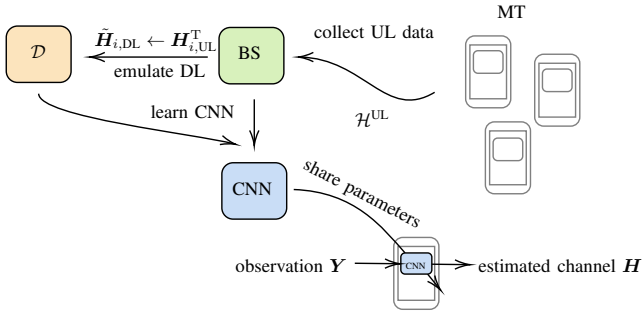 MT
collect UL data
𝓗^UL
BS
H̃_{i,DL} ← H_{i,UL}^T
emulate DL
𝒟
learn CNN
CNN
share parameters
observation Y
CNN
estimated channel H